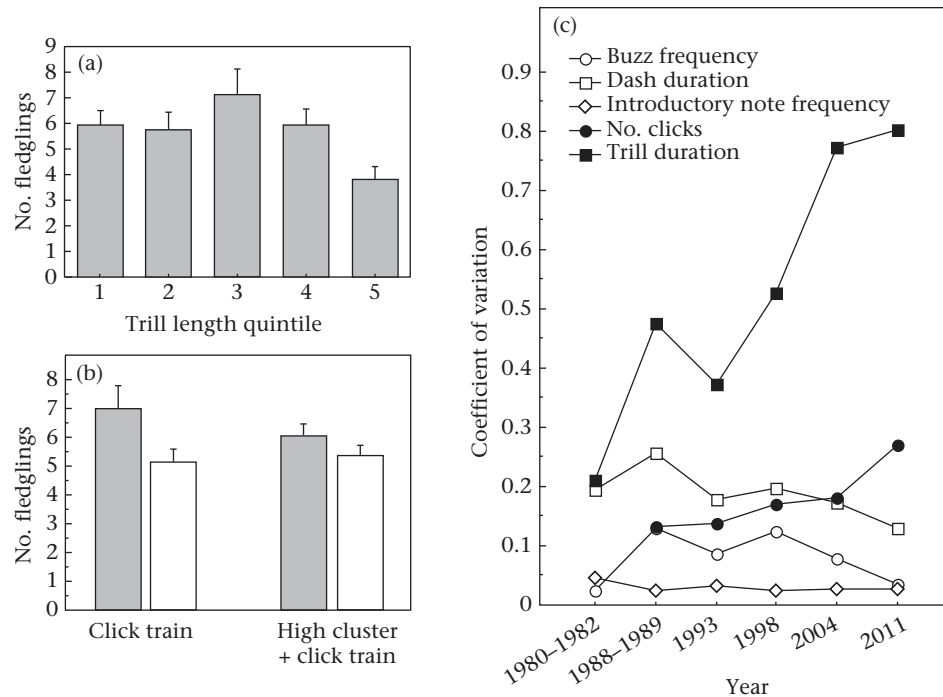 (a)
9
8
7
6
5
4
3
2
1
0
No. fledglings
1 2 3 4 5
Trill length quintile
(b)
8
7
6
5
4
3
2
1
0
No. fledglings
Click train
High cluster
+ click train
(c)
Buzz frequency
Dash duration
Introductory note frequency
No. clicks
Trill duration
0.9
0.8
0.7
0.6
0.5
0.4
0.3
0.2
0.1
0
Coefficient of variation
1980–1982
1988–1989
1993
1998
2004
2011
Year